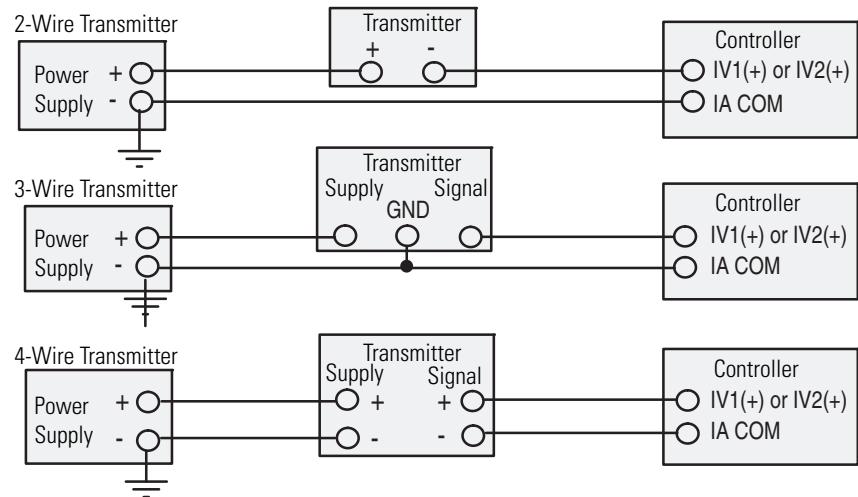 2-Wire Transmitter
Transmitter
+ -
Controller
Power + 
Supply -
IV1(+) or IV2(+)
IA COM
3-Wire Transmitter
Transmitter
Supply Signal
GND
Controller
Power +
Supply -
IV1(+) or IV2(+)
IA COM
4-Wire Transmitter
Transmitter
Supply Signal
Controller
Power +
Supply -
+ +
- -
IV1(+) or IV2(+)
IA COM